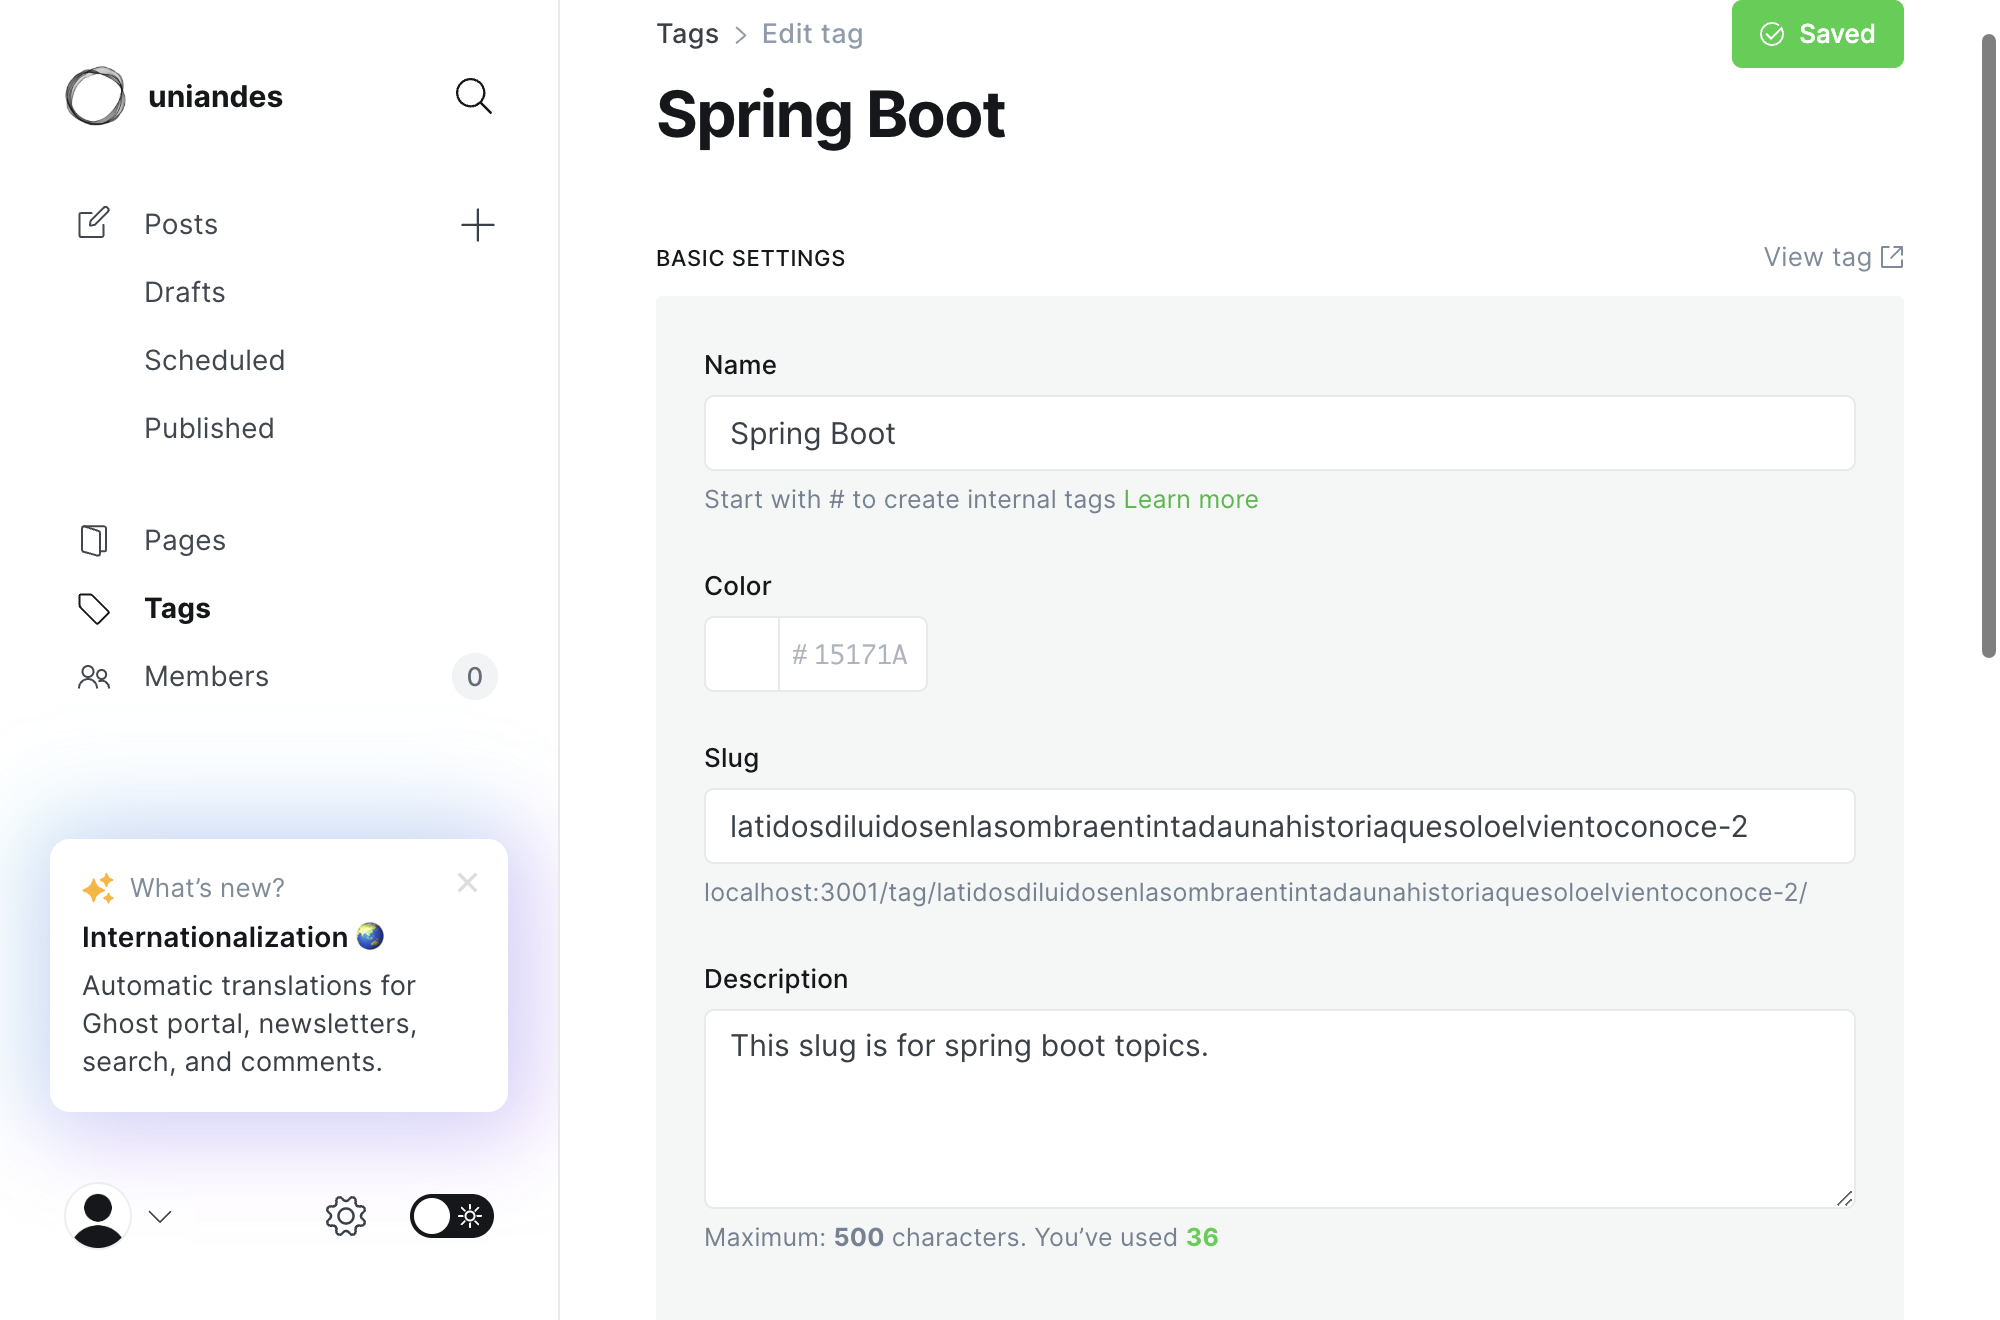 uniandes
Posts
Drafts
Scheduled
Published
Pages
Tags
Members
0
What's new?
Internationalization 🌏
Automatic translations for
Ghost portal, newsletters,
search, and comments.
Tags > Edit tag
Saved
Spring Boot
BASIC SETTINGS
View tag
Name
Spring Boot
Start with # to create internal tags Learn more
Color
# 15171A
Slug
latidosdiluidosenlasombraentintadaunahistoriaquesoloelvientoconoce-2
localhost:3001/tag/latidosdiluidosenlasombraentintadaunahistoriaquesoloelvientoconoce-2/
Description
This slug is for spring boot topics.
Maximum: 500 characters. You’ve used 36